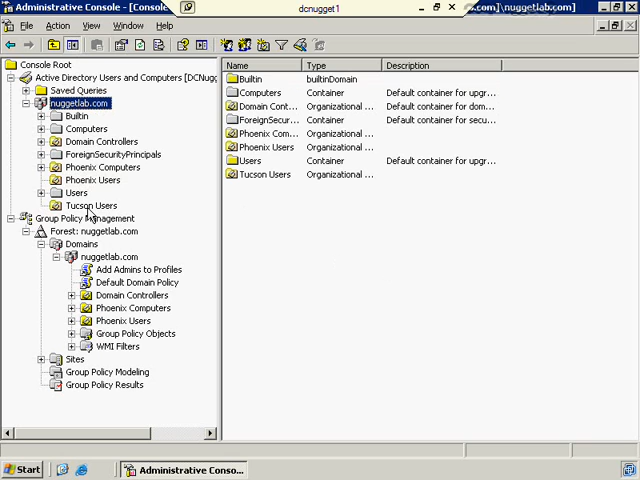 Administrative Console - [Console
dcnugget1
.com] - nuggetlab.com]
File Action View Window Help
Console Root
Active Directory Users and Computers [DCNugg
Saved Queries
nuggetlab.com
Builtin
Computers
Domain Controllers
ForeignSecurityPrincipals
Phoenix Computers
Phoenix Users
Users
Tucson Users
Group Policy Management
Forest: nuggetlab.com
Domains
nuggetlab.com
Add Admins to Profiles
Default Domain Policy
Domain Controllers
Phoenix Computers
Phoenix Users
Group Policy Objects
WMI Filters
Sites
Group Policy Modeling
Group Policy Results
Name Type Description
Builtin builtinDomain
Computers Container Default container for upgr...
Domain Cont... Organizational ... Default container for dom...
ForeignSecur... Container Default container for secu...
Phoenix Com... Organizational ...
Phoenix Users Organizational ...
Users Container Default container for upgr...
Tucson Users Organizational ...
Start Administrative Conso...